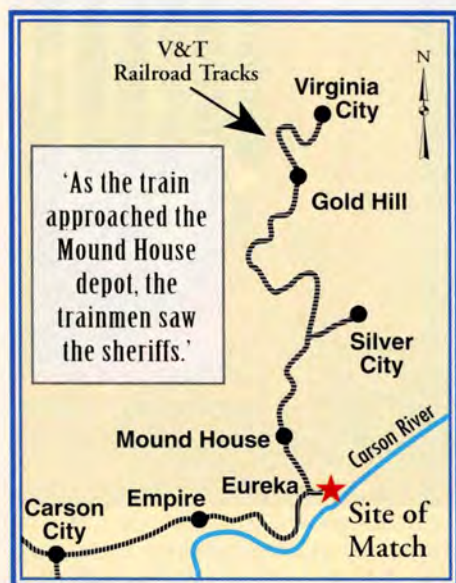 V&T
Railroad Tracks
N
Virginia
City
Gold Hill
'As the train
approached the
Mound House
depot, the
trainmen saw
the sheriffs.'
Silver
City
Mound House
Carson River
Eureka
Empire
Carson
City
Site of
Match